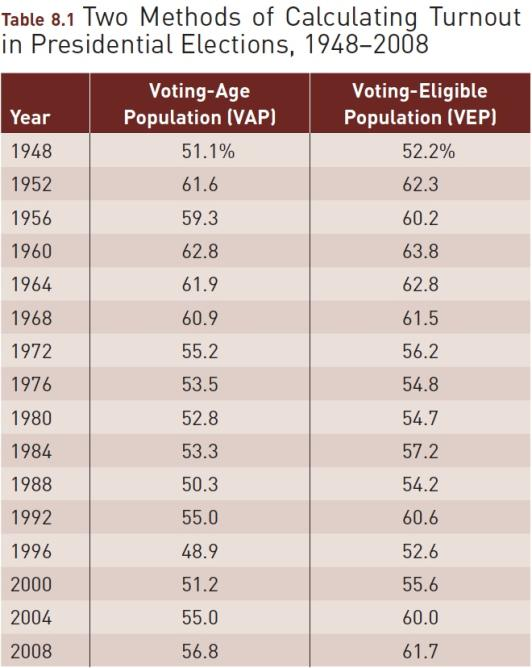 Table 8.1 Two Methods of Calculating Turnout
in Presidential Elections, 1948–2008
Year Voting-Age Population (VAP) Voting-Eligible Population (VEP)
1948 51.1% 52.2%
1952 61.6 62.3
1956 59.3 60.2
1960 62.8 63.8
1964 61.9 62.8
1968 60.9 61.5
1972 55.2 56.2
1976 53.5 54.8
1980 52.8 54.7
1984 53.3 57.2
1988 50.3 54.2
1992 55.0 60.6
1996 48.9 52.6
2000 51.2 55.6
2004 55.0 60.0
2008 56.8 61.7